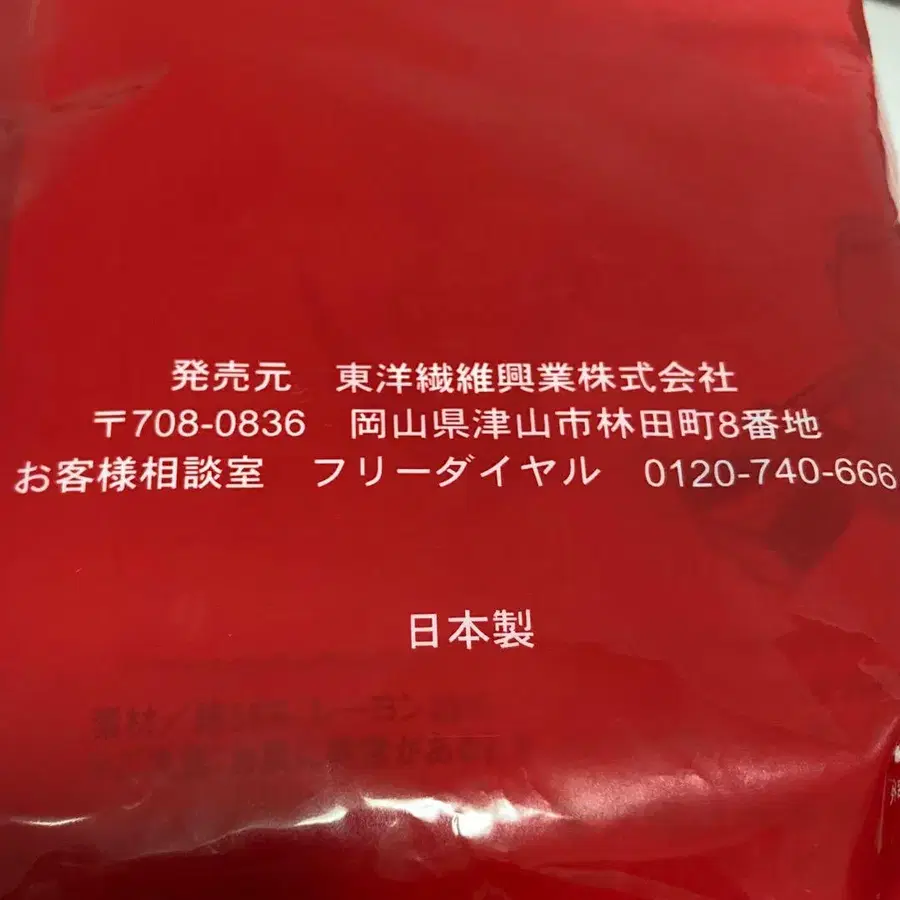 発売元 東洋繊維興業株式会社
〒708-0836 岡山県津山市林田町8番地
お客様相談室 フリーダイヤル 0120-740-666
日本製